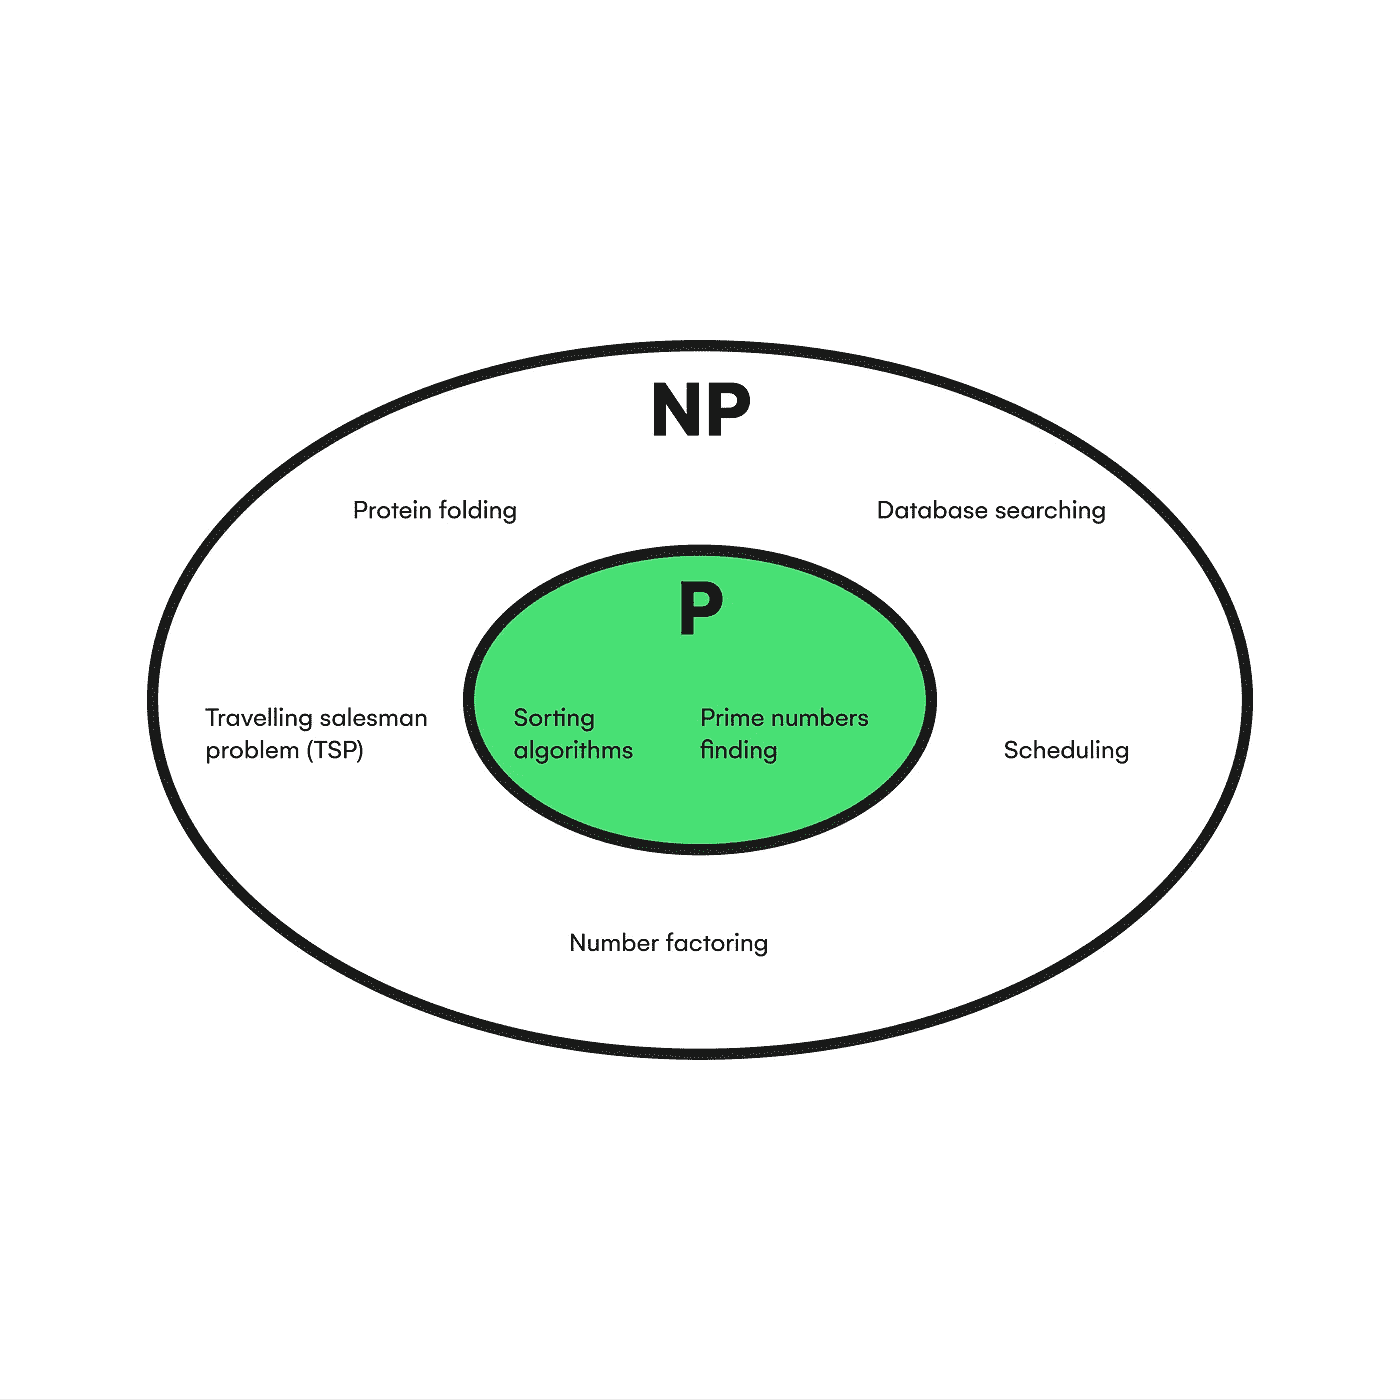 NP
Protein folding
Database searching
P
Travelling salesman
problem (TSP)
Sorting
algorithms
Prime numbers
finding
Scheduling
Number factoring